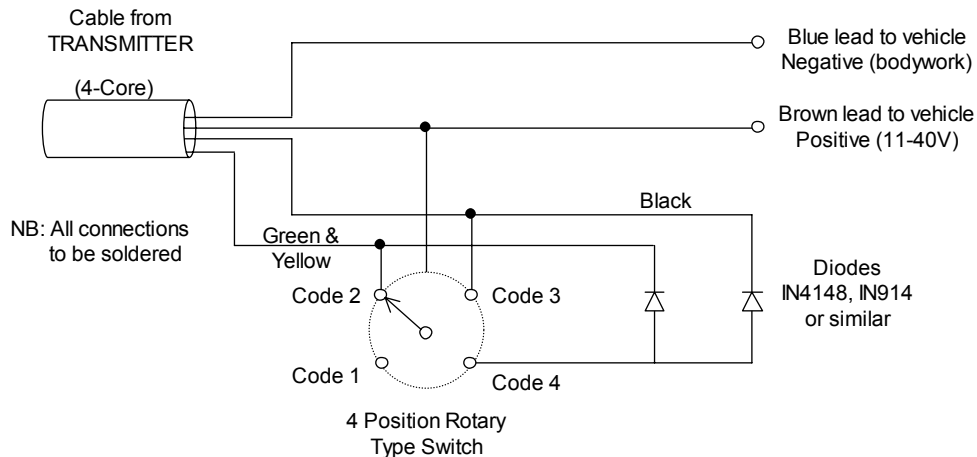 Cable from
TRANSMITTER
(4-Core)
Blue lead to vehicle
Negative (bodywork)
Brown lead to vehicle
Positive (11-40V)
Black
NB: All connections
to be soldered
Green &
Yellow
Diodes
IN4148, IN914
or similar
Code 2
Code 3
Code 1
Code 4
4 Position Rotary
Type Switch